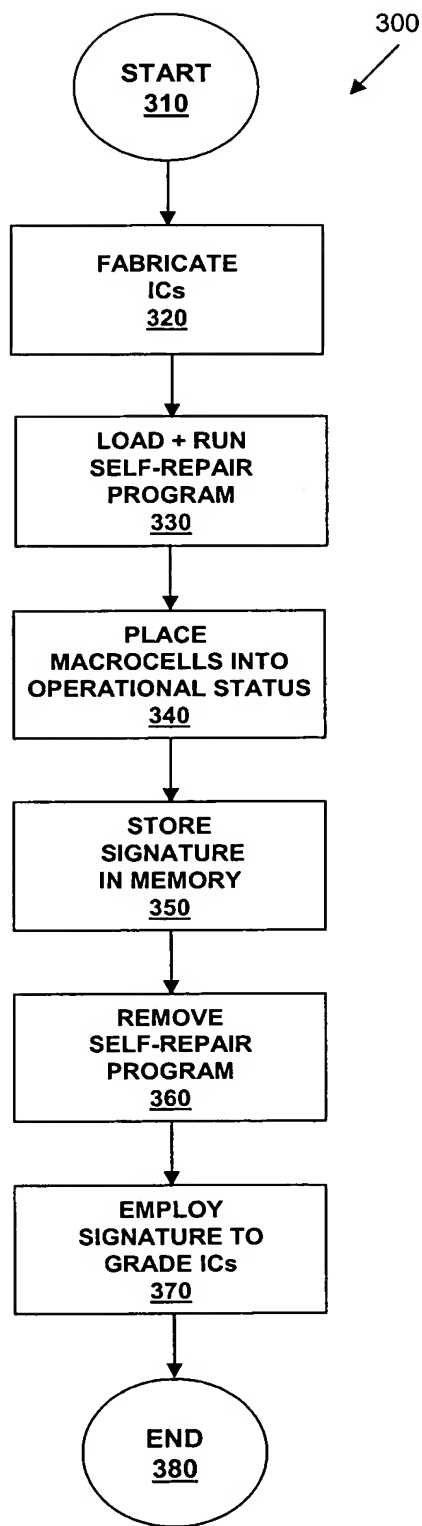 300
START
310
FABRICATE
ICs
320
LOAD + RUN
SELF-REPAIR
PROGRAM
330
PLACE
MACROCELLS INTO
OPERATIONAL STATUS
340
STORE
SIGNATURE
IN MEMORY
350
REMOVE
SELF-REPAIR
PROGRAM
360
EMPLOY
SIGNATURE TO
GRADE ICs
370
END
380